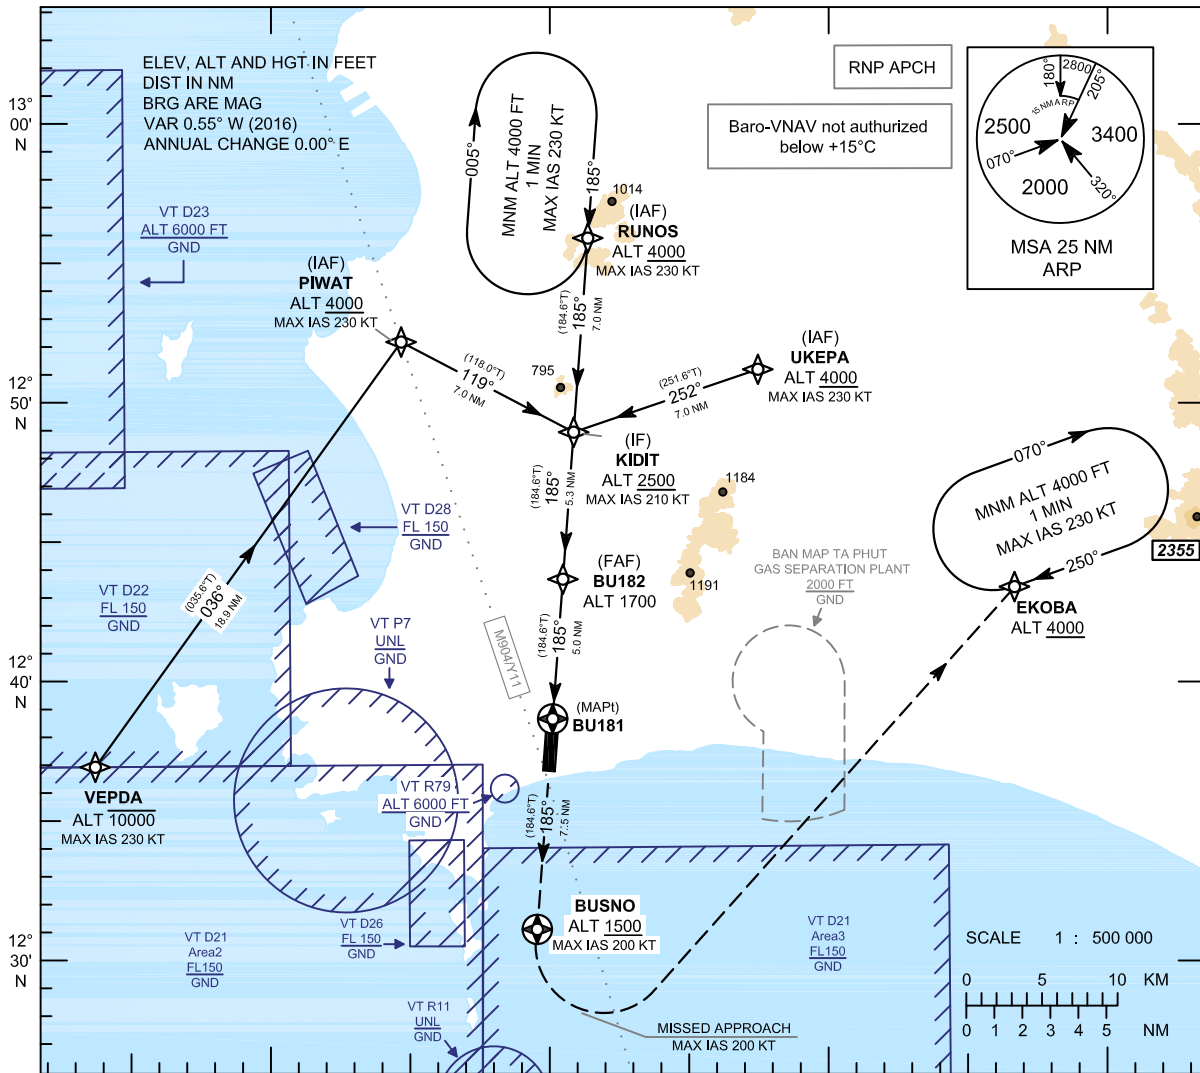 ELEV, ALT AND HGT IN FEET
DIST IN NM
BRG ARE MAG
VAR 0.55° W (2016)
ANNUAL CHANGE 0.00° E
13°
00'
N
12°
50'
N
12°
40'
N
12°
30'
N
RNP APCH
Baro-VNAV not authurized
below +15°C
180°
2800
205°
15 NM ARP
2500
3400
070°
2000
320°
MSA 25 NM
ARP
005°
MNM ALT 4000 FT
1 MIN
MAX IAS 230 KT
185°
1014
(IAF)
RUNOS
ALT 4000
MAX IAS 230 KT
VT D23
ALT 6000 FT
GND
(IAF)
PIWAT
ALT 4000
MAX IAS 230 KT
(184.6°T)
185°
7.0 NM
(118.0°T)
119°
7.0 NM
795
(251.6°T)
252°
7.0 NM
(IAF)
UKEPA
ALT 4000
MAX IAS 230 KT
(IF)
KIDIT
ALT 2500
MAX IAS 210 KT
(184.6°T)
185°
5.3 NM
1184
1191
070°
MNM ALT 4000 FT
1 MIN
MAX IAS 230 KT
250°
2355
EKOBA
ALT 4000
VT D28
FL 150
GND
VT D22
FL 150
GND
(035.6°T)
036°
18.9 NM
(FAF)
BU182
ALT 1700
BAN MAP TA PHUT
GAS SEPARATION PLANT
2000 FT
GND
VT P7
UNL
GND
M904/Y11
(184.6°T)
185°
5.0 NM
(MAPt)
BU181
VEPDA
ALT 10000
MAX IAS 230 KT
VT R79
ALT 6000 FT
GND
(184.6°T)
185°
7.5 NM
BUSNO
ALT 1500
MAX IAS 200 KT
VT D26
FL 150
GND
VT D21
Area2
FL150
GND
VT D21
Area3
FL150
GND
VT R11
UNL
GND
MISSED APPROACH
MAX IAS 200 KT
SCALE 1 : 500 000
0 5 10 KM
0 1 2 3 4 5 NM